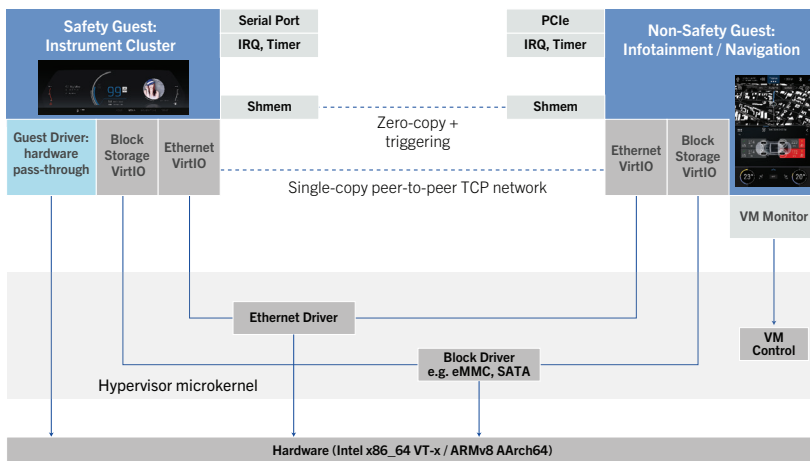 Safety Guest:
Instrument Cluster
Serial Port
IRQ, Timer
PCIe
IRQ, Timer
Non-Safety Guest:
Infotainment / Navigation
99
Shmem
Shmem
Zero-copy +
triggering
Guest Driver:
hardware
pass-through
Block
Storage
VirtIO
Ethernet
VirtIO
Ethernet
VirtIO
Block
Storage
VirtIO
Single-copy peer-to-peer TCP network
VM Monitor
Ethernet Driver
Block Driver
e.g. eMMC, SATA
VM
Control
Hypervisor microkernel
Hardware (Intel x86_64 VT-x / ARMv8 AArch64)